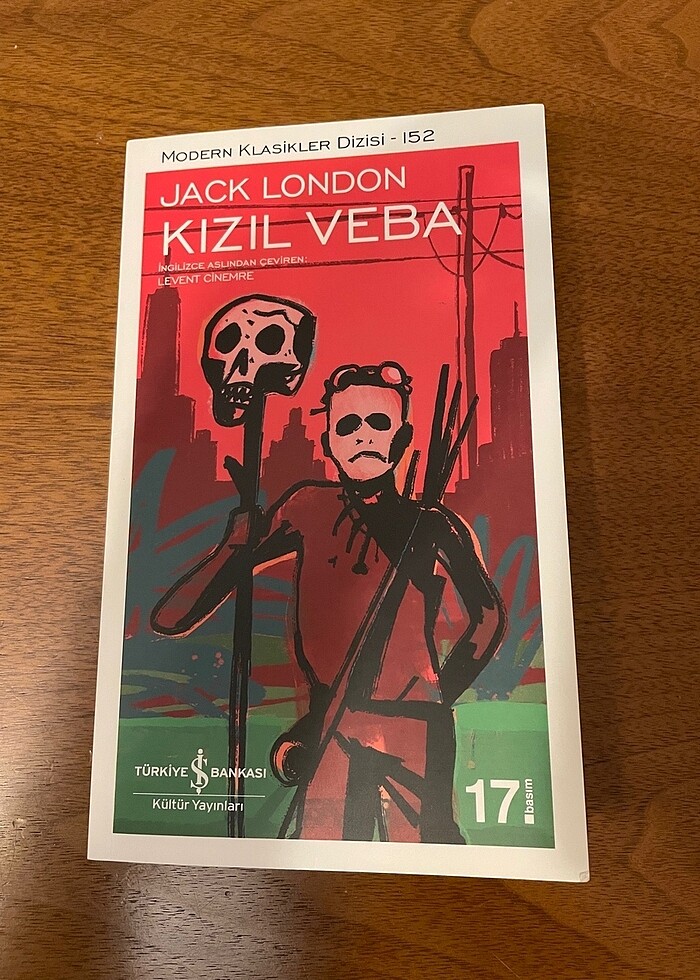 MODERN KLASİKLER DİZİSİ - 152
JACK LONDON
KIZIL VEBA
İNGİLİZCE ASLINDAN ÇEVİREN:
LEVENT CİNEMRE
TÜRKİYE İŞ BANKASI
Kültür Yayınları
17.
basım